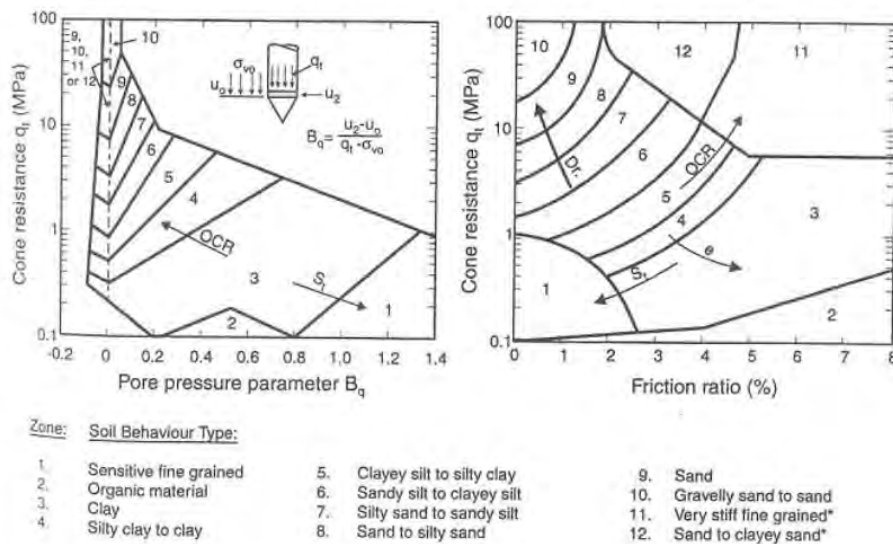 Cone resistance qt (MPa)
100
10
1
0.1
9,
10,
11
or 12
10
9
8
7
6
5
4
3
2
1
σvo
qt
uo
u2
Bq= u2-uo / qt-σvo
OCR
St
-0.2 0 0.2 0.6 0.8 1,0 1.2 1.4
Pore pressure parameter Bq
Cone resistance qt (MPa)
100
10
1
0.1
10
9
8
7
6
5
4
3
2
1
12
11
Dr.
OCR
e
St
0 1 2 3 4 5 6 7 8
Friction ratio (%)
Zone: Soil Behaviour Type:
1 Sensitive fine grained
2. Organic material
3. Clay
4 Silty clay to clay
5. Clayey silt to silty clay
6. Sandy silt to clayey silt
7. Silty sand to sandy silt
8. Sand to silty sand
9. Sand
10. Gravelly sand to sand
11. Very stiff fine grained*
12. Sand to clayey sand*